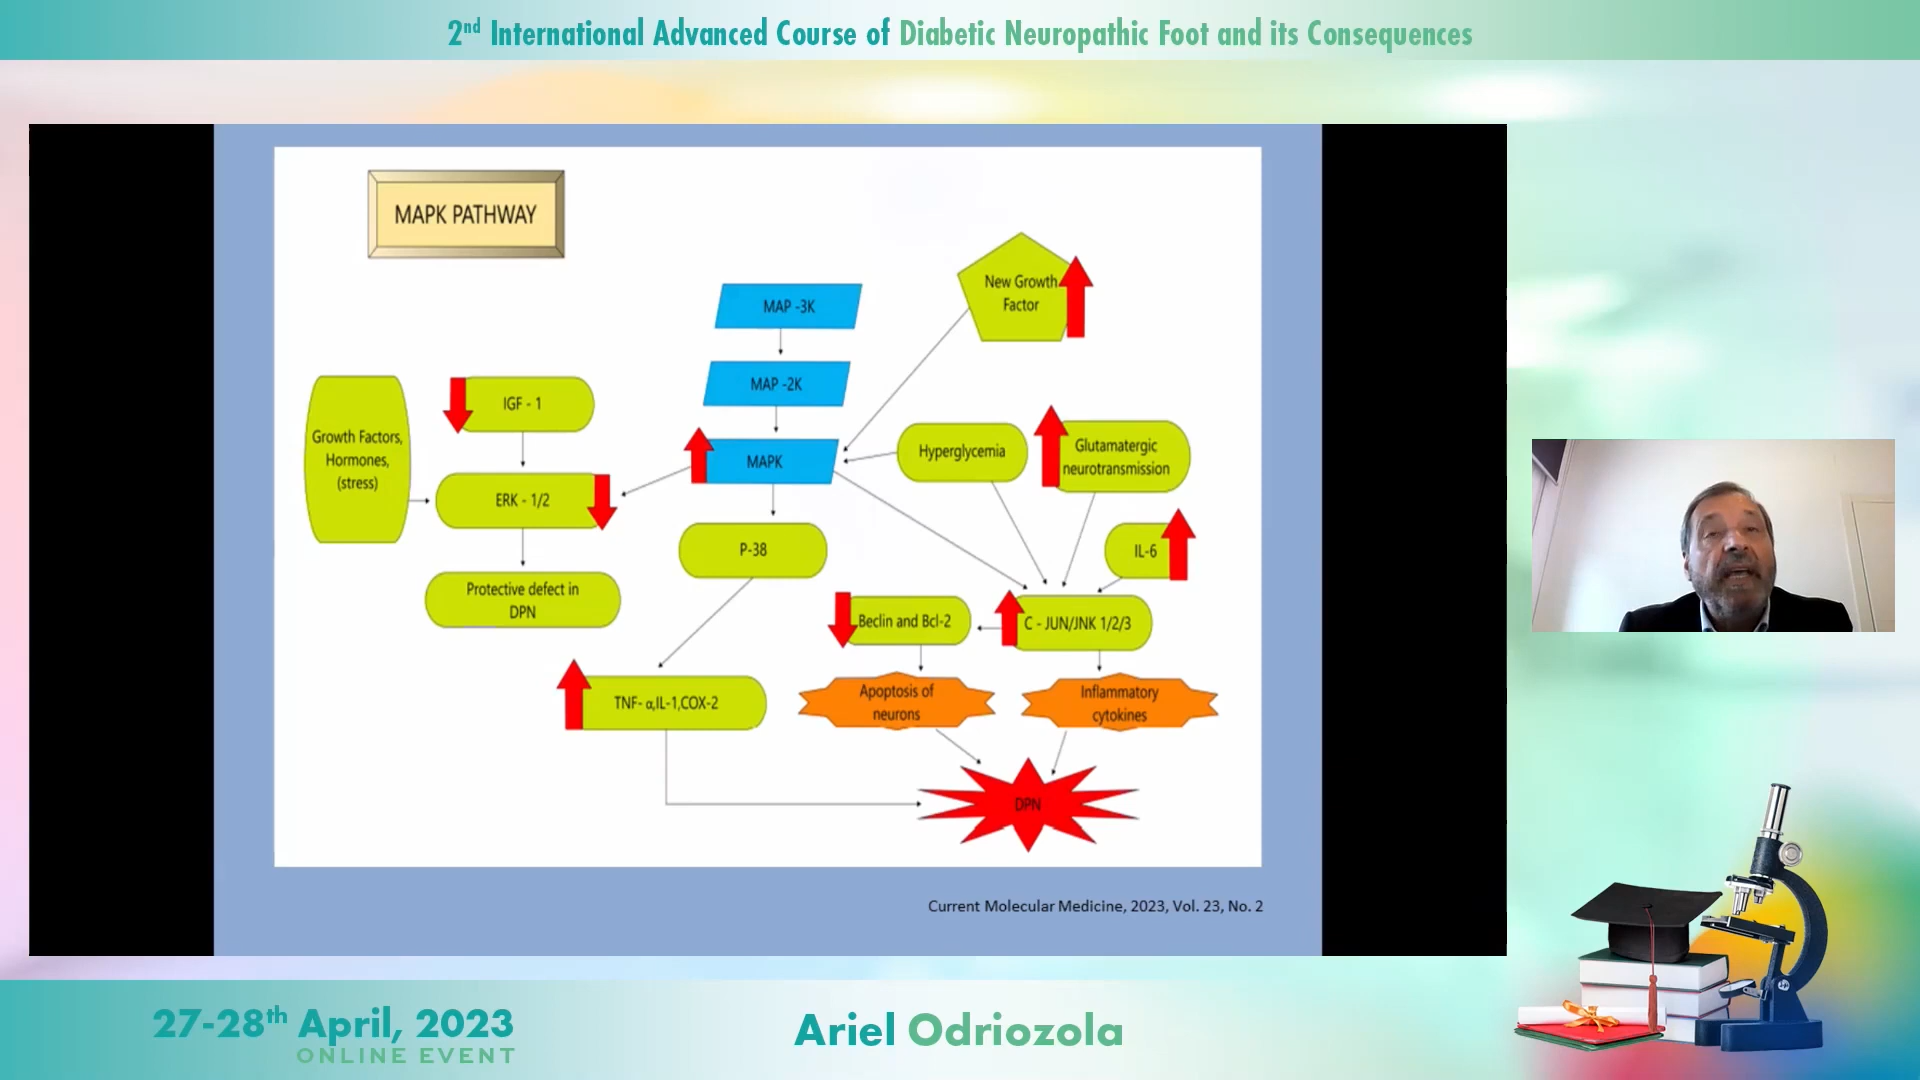 2nd International Advanced Course of Diabetic Neuropathic Foot and its Consequences
MAPK PATHWAY
New Growth
Factor
MAP -3K
MAP -2K
IGF - 1
Growth Factors,
Hormones,
(stress)
MAPK
Hyperglycemia
Glutamatergic
neurotransmission
ERK - 1/2
P-38
IL-6
Protective defect in
DPN
Beclin and Bcl-2
C - JUN/JNK 1/2/3
TNF- α,IL-1,COX-2
Apoptosis of
neurons
Inflammatory
cytokines
DPN
Current Molecular Medicine, 2023, Vol. 23, No. 2
27-28th April, 2023
ONLINE EVENT
Ariel Odriozola